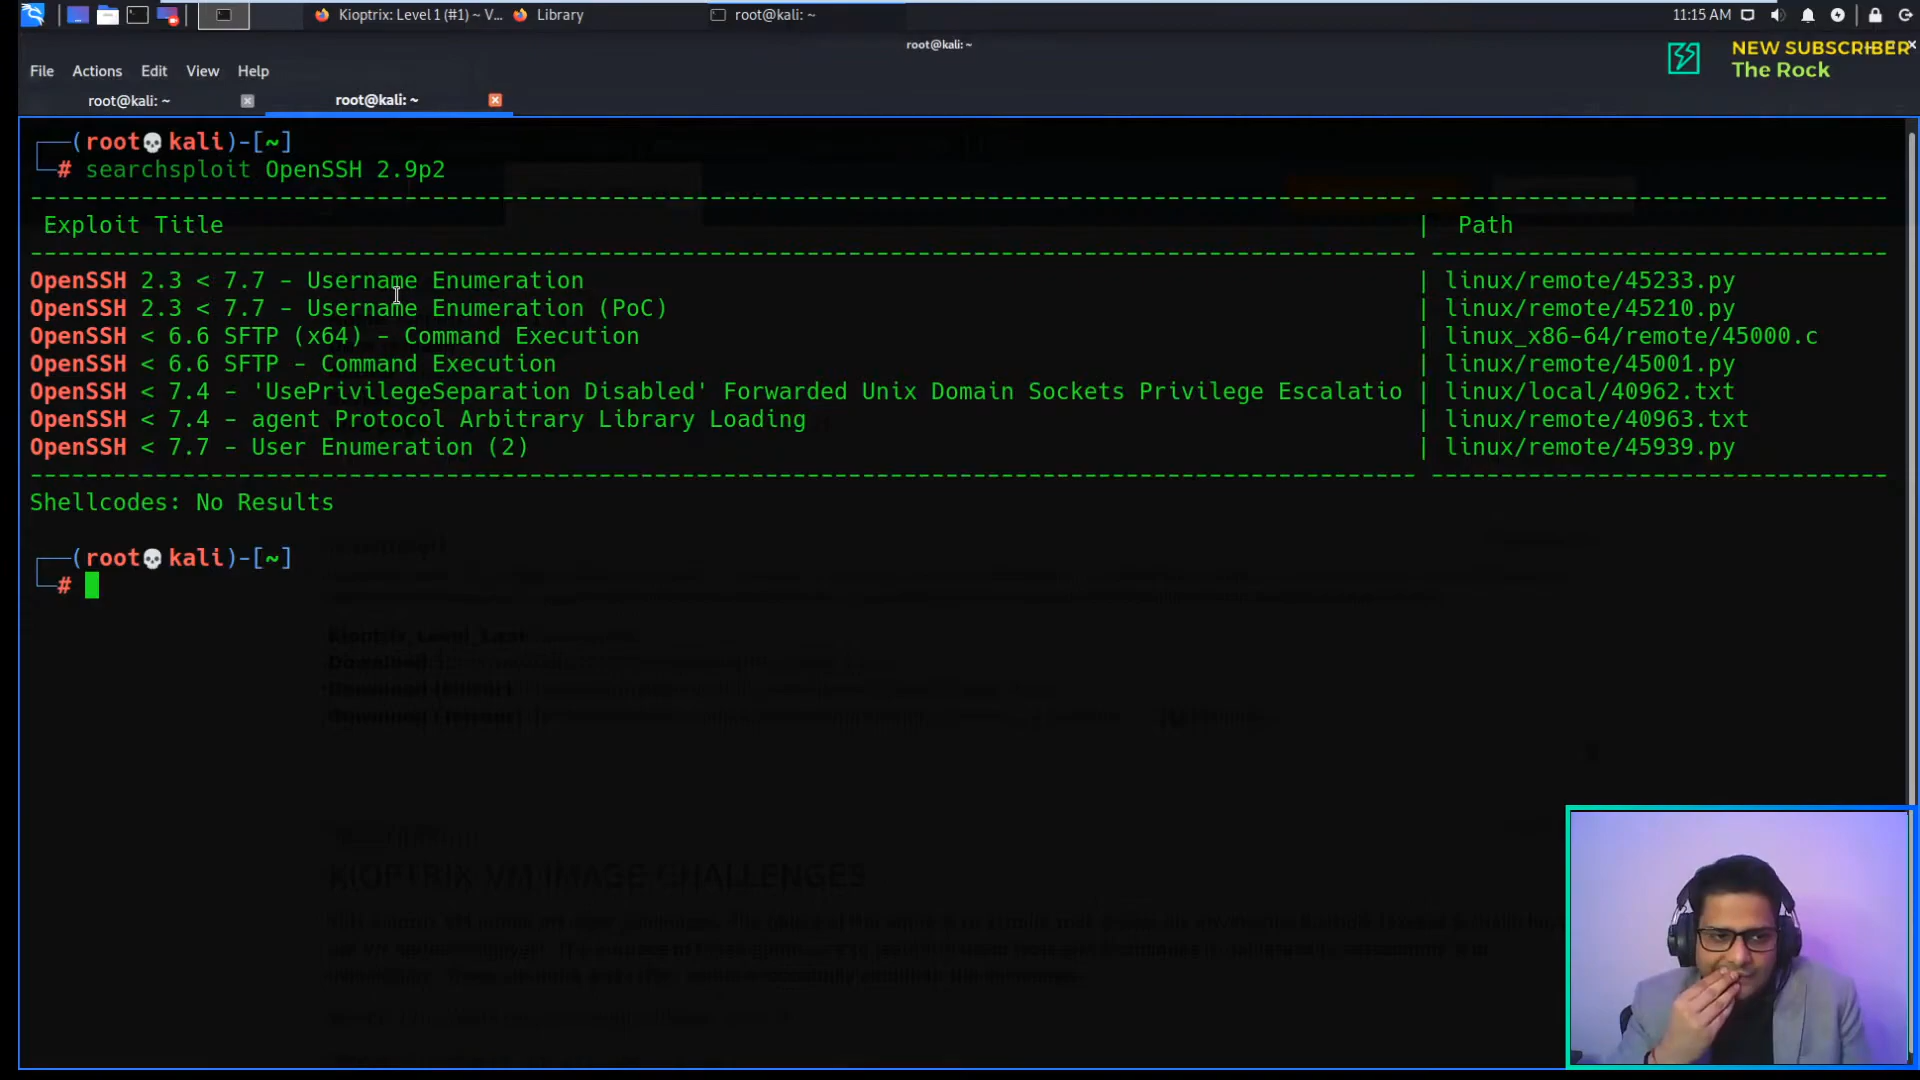 Kioptrix: Level 1 (#1) ~ V...
Library
root@kali: ~
11:15 AM
root@kali: ~
NEW SUBSCRIBER
The Rock
File Actions Edit View Help
root@kali: ~
root@kali: ~
(root💀kali)-[~]
# searchsploit OpenSSH 2.9p2
Exploit Title | Path
OpenSSH 2.3 < 7.7 - Username Enumeration | linux/remote/45233.py
OpenSSH 2.3 < 7.7 - Username Enumeration (PoC) | linux/remote/45210.py
OpenSSH < 6.6 SFTP (x64) - Command Execution | linux_x86-64/remote/45000.c
OpenSSH < 6.6 SFTP - Command Execution | linux/remote/45001.py
OpenSSH < 7.4 - 'UsePrivilegeSeparation Disabled' Forwarded Unix Domain Sockets Privilege Escalatio | linux/local/40962.txt
OpenSSH < 7.4 - agent Protocol Arbitrary Library Loading | linux/remote/40963.txt
OpenSSH < 7.7 - User Enumeration (2) | linux/remote/45939.py
Shellcodes: No Results
(root💀kali)-[~]
#
KIOPTRIX VM IMAGE CHALLENGES